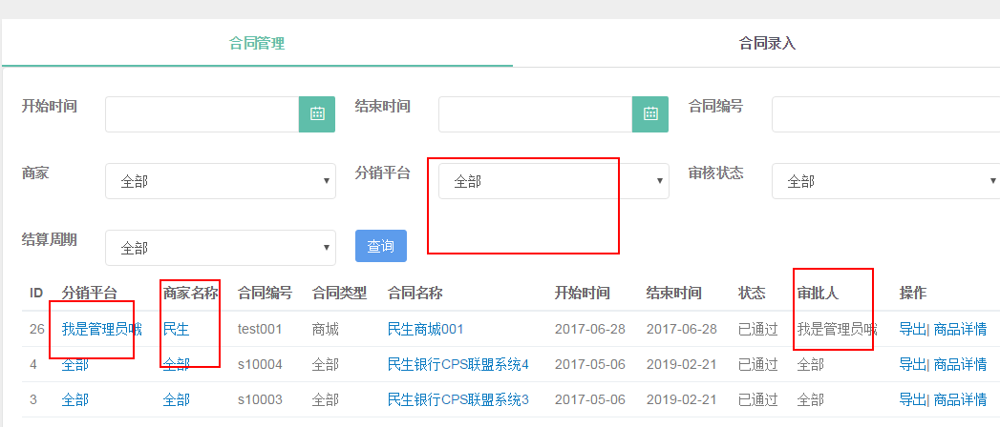 合同管理 合同录入
开始时间 结束时间 合同编号
商家 全部 分销平台 全部 审核状态 全部
结算周期 全部 查询
ID 分销平台 商家名称 合同编号 合同类型 合同名称 开始时间 结束时间 状态 审批人 操作
26 我是管理员哦 民生 test001 商城 民生商城001 2017-06-28 2017-06-28 已通过 我是管理员哦 导出| 商品详情
4 全部 全部 s10004 全部 民生银行CPS联盟系统4 2017-05-06 2019-02-21 已通过 全部 导出| 商品详情
3 全部 全部 s10003 全部 民生银行CPS联盟系统3 2017-05-06 2019-02-21 已通过 全部 导出| 商品详情